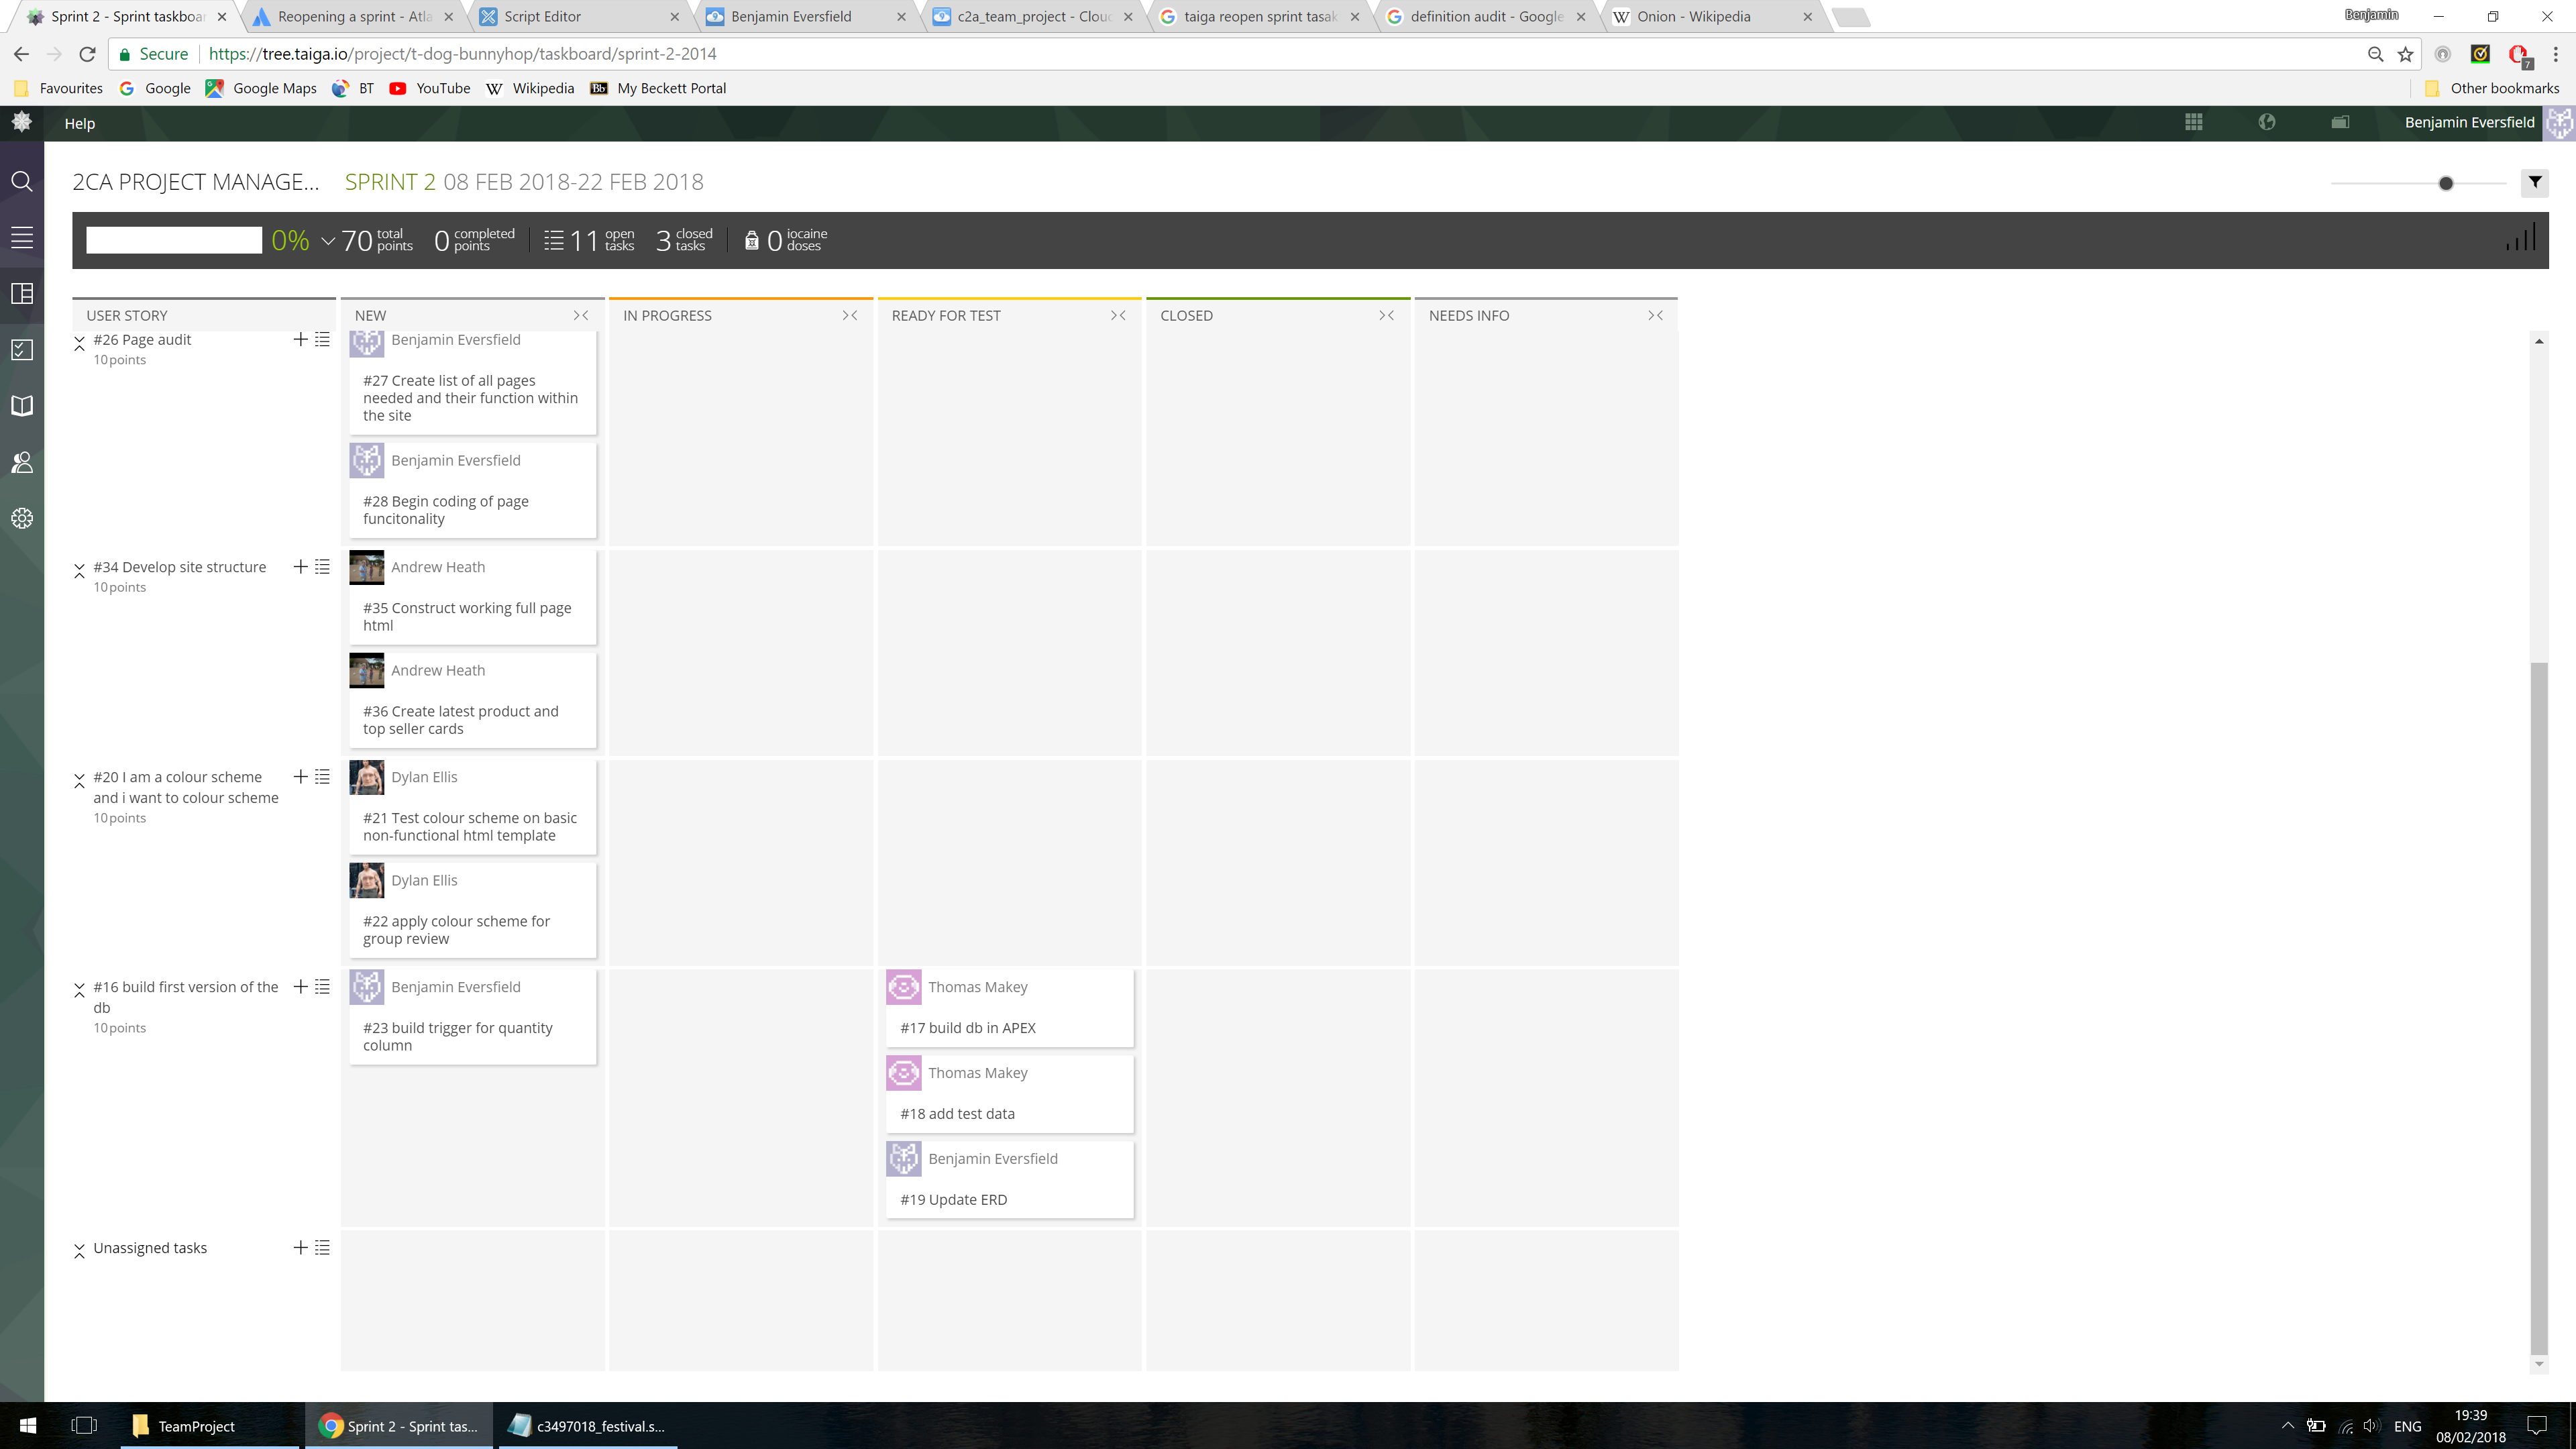 Sprint 2 - Sprint taskboar
Reopening a sprint - Atla
Script Editor
Benjamin Eversfield
c2a_team_project - Clou
taiga reopen sprint tasak
definition audit - Google
Onion - Wikipedia
Benjamin
Secure
https://tree.taiga.io/project/t-dog-bunnyhop/taskboard/sprint-2-2014
7
Favourites
Google
Google Maps
BT
YouTube
Wikipedia
Bb
My Beckett Portal
Other bookmarks
Help
Benjamin Eversfield
2CA PROJECT MANAGE...
SPRINT 2 08 FEB 2018-22 FEB 2018
0%
70 total points
0 completed points
11 open tasks
3 closed tasks
0 iocaine doses
USER STORY
NEW
IN PROGRESS
READY FOR TEST
CLOSED
NEEDS INFO
#26 Page audit
10 points
Benjamin Eversfield
#27 Create list of all pages
needed and their function within
the site
Benjamin Eversfield
#28 Begin coding of page
funcitonality
#34 Develop site structure
10 points
Andrew Heath
#35 Construct working full page
html
Andrew Heath
#36 Create latest product and
top seller cards
#20 I am a colour scheme
and i want to colour scheme
10 points
Dylan Ellis
#21 Test colour scheme on basic
non-functional html template
Dylan Ellis
#22 apply colour scheme for
group review
#16 build first version of the
db
10 points
Benjamin Eversfield
#23 build trigger for quantity
column
Thomas Makey
#17 build db in APEX
Thomas Makey
#18 add test data
Benjamin Eversfield
#19 Update ERD
Unassigned tasks
TeamProject
Sprint 2 - Sprint tas...
c3497018_festival.s...
ENG
19:39
08/02/2018